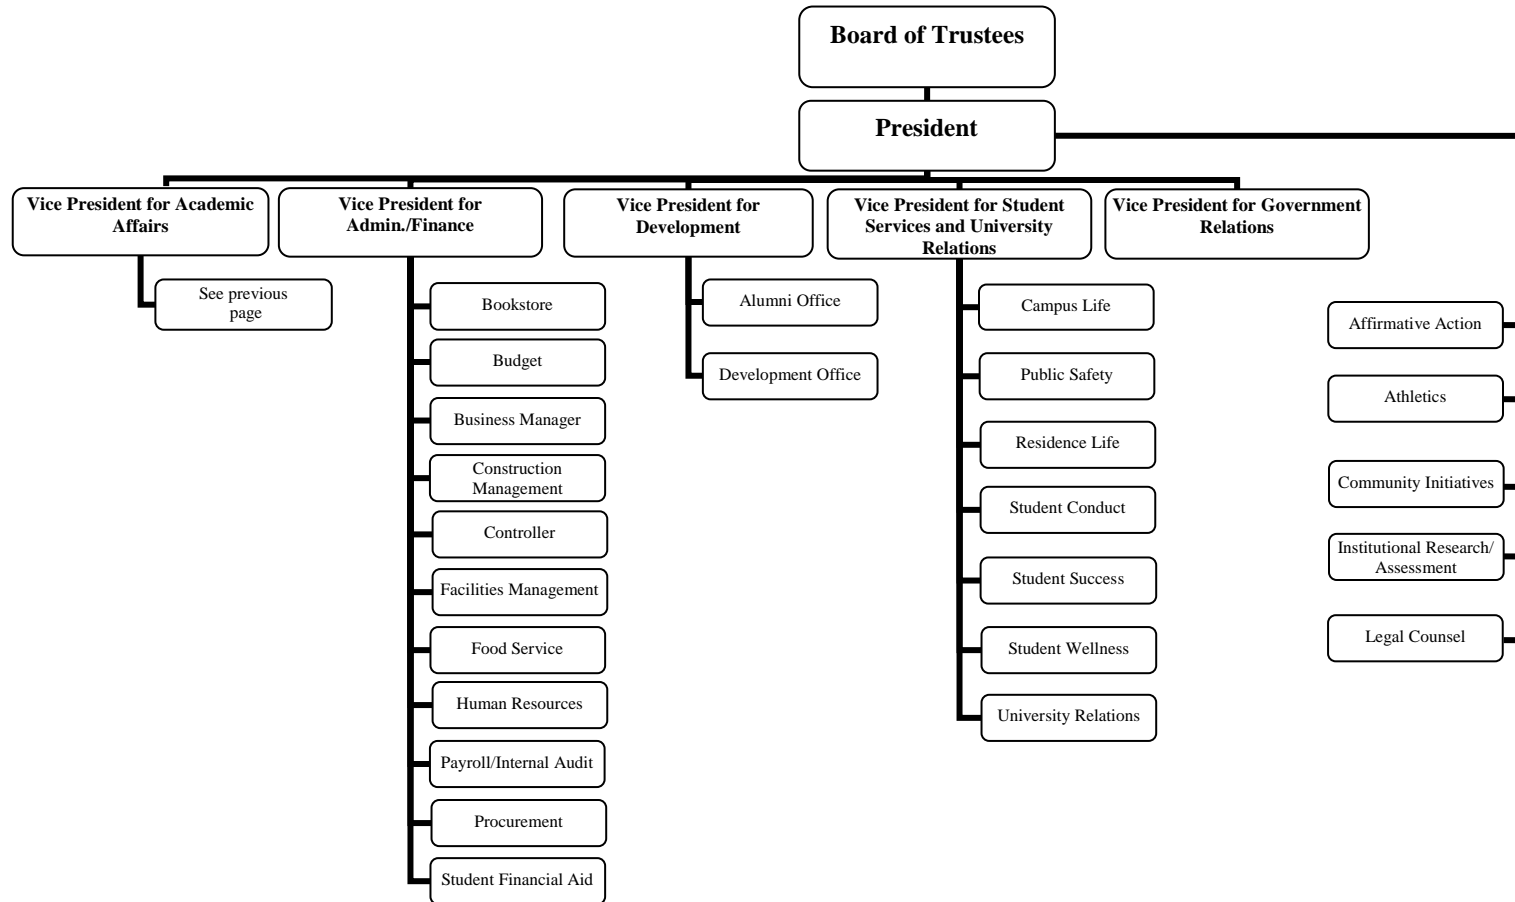 Board of Trustees
President
Vice President for Academic
Affairs
See previous
page
Vice President for
Admin./Finance
Bookstore
Budget
Business Manager
Construction
Management
Controller
Facilities Management
Food Service
Human Resources
Payroll/Internal Audit
Procurement
Student Financial Aid
Vice President for
Development
Alumni Office
Development Office
Vice President for Student
Services and University
Relations
Campus Life
Public Safety
Residence Life
Student Conduct
Student Success
Student Wellness
University Relations
Vice President for Government
Relations
Affirmative Action
Athletics
Community Initiatives
Institutional Research/
Assessment
Legal Counsel